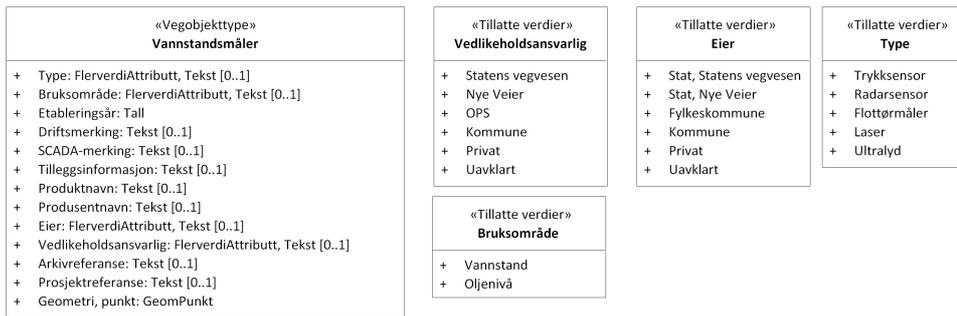 «Vegobjekttype»
Vannstandsmåler
+ Type: FlerverdiAttributt, Tekst [0..1]
+ Bruksområde: FlerverdiAttributt, Tekst [0..1]
+ Etableringsår: Tall
+ Driftsmerking: Tekst [0..1]
+ SCADA-merking: Tekst [0..1]
+ Tilleggsinformasjon: Tekst [0..1]
+ Produktnavn: Tekst [0..1]
+ Produsentnavn: Tekst [0..1]
+ Eier: FlerverdiAttributt, Tekst [0..1]
+ Vedlikeholdsansvarlig: FlerverdiAttributt, Tekst [0..1]
+ Arkivreferanse: Tekst [0..1]
+ Prosjektreferanse: Tekst [0..1]
+ Geometri, punkt: GeomPunkt
«Tillatte verdier»
Vedlikeholdsansvarlig
+ Statens vegvesen
+ Nye Veier
+ OPS
+ Kommune
+ Privat
+ Uavklart
«Tillatte verdier»
Bruksområde
+ Vannstand
+ Oljenivå
«Tillatte verdier»
Eier
+ Stat, Statens vegvesen
+ Stat, Nye Veier
+ Fylkeskommune
+ Kommune
+ Privat
+ Uavklart
«Tillatte verdier»
Type
+ Trykksensor
+ Radarsensor
+ Flottørmåler
+ Laser
+ Ultralyd